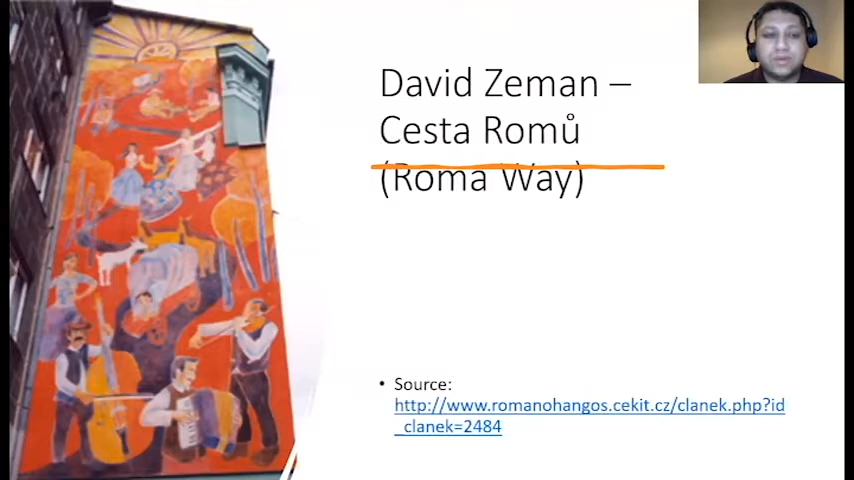 David Zeman –
Cesta Romů
(Roma Way)
• Source:
http://www.romanohangos.cekit.cz/clanek.php?id
_clanek=2484